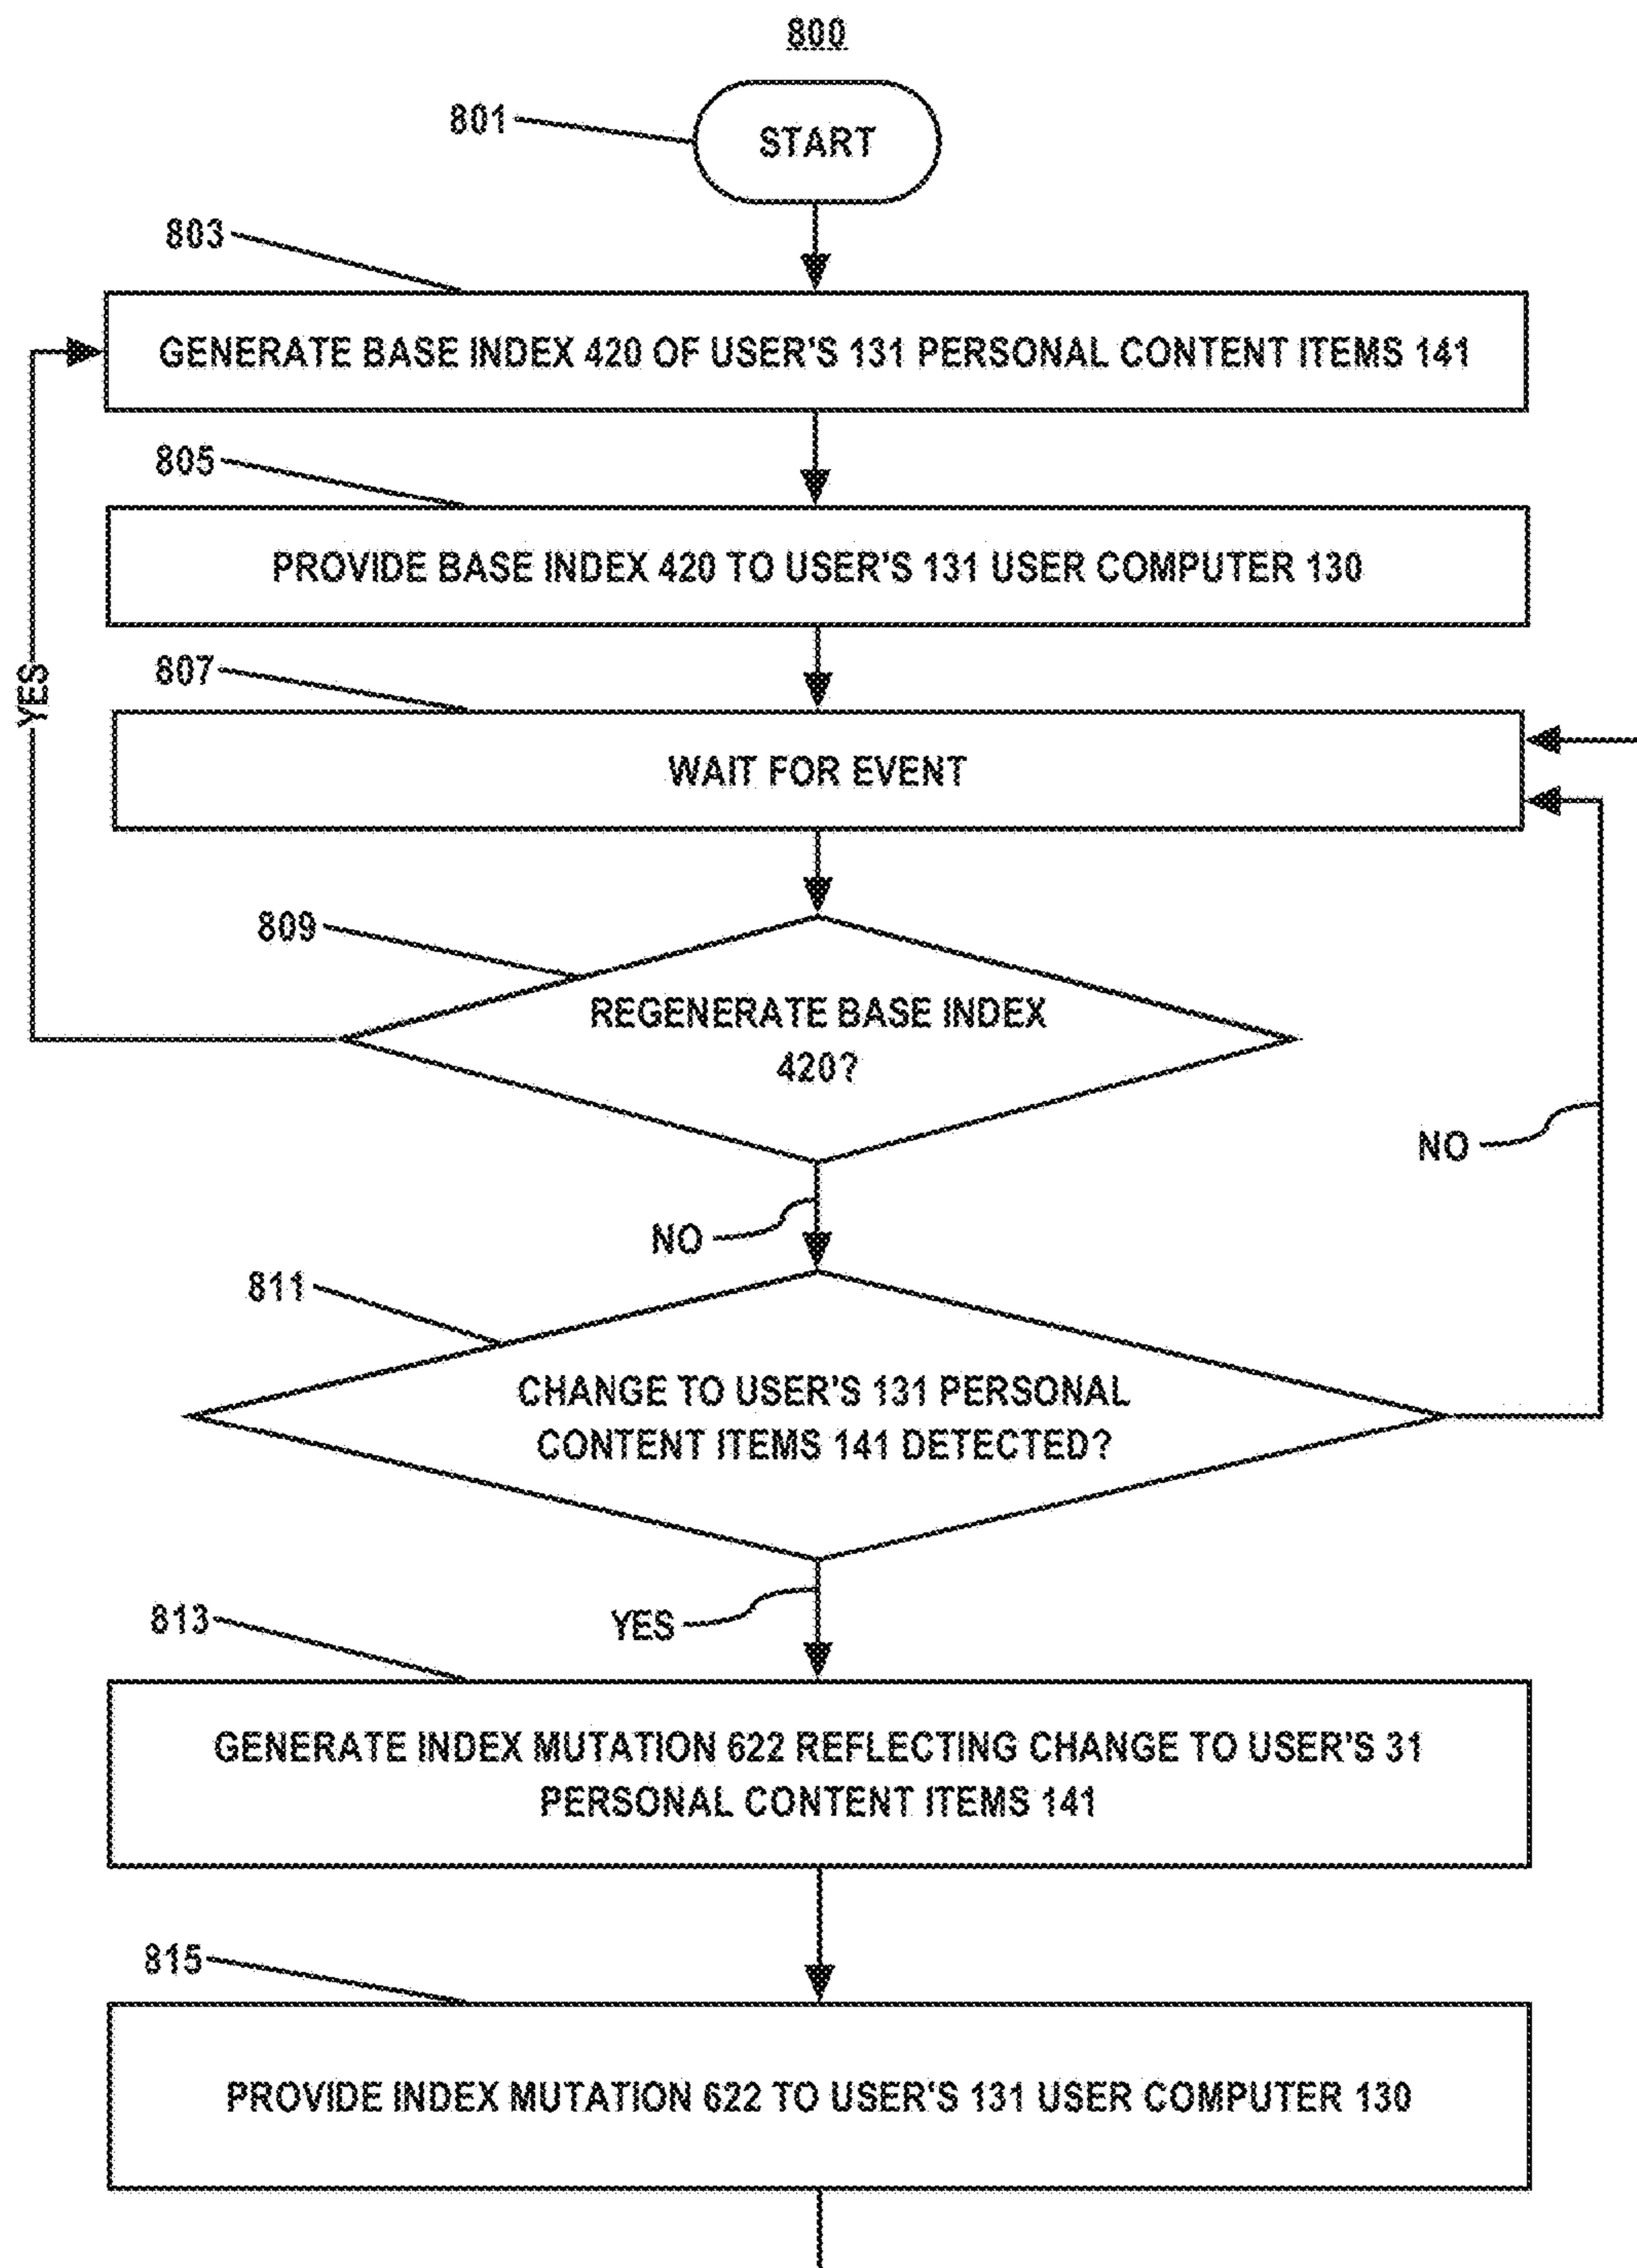 800
801
START
803
GENERATE BASE INDEX 420 OF USER'S 131 PERSONAL CONTENT ITEMS 141
805
PROVIDE BASE INDEX 420 TO USER'S 131 USER COMPUTER 130
YES
807
WAIT FOR EVENT
809
REGENERATE BASE INDEX
420?
NO
NO
811
CHANGE TO USER'S 131 PERSONAL
CONTENT ITEMS 141 DETECTED?
813
YES
GENERATE INDEX MUTATION 622 REFLECTING CHANGE TO USER'S 31
PERSONAL CONTENT ITEMS 141
815
PROVIDE INDEX MUTATION 622 TO USER'S 131 USER COMPUTER 130